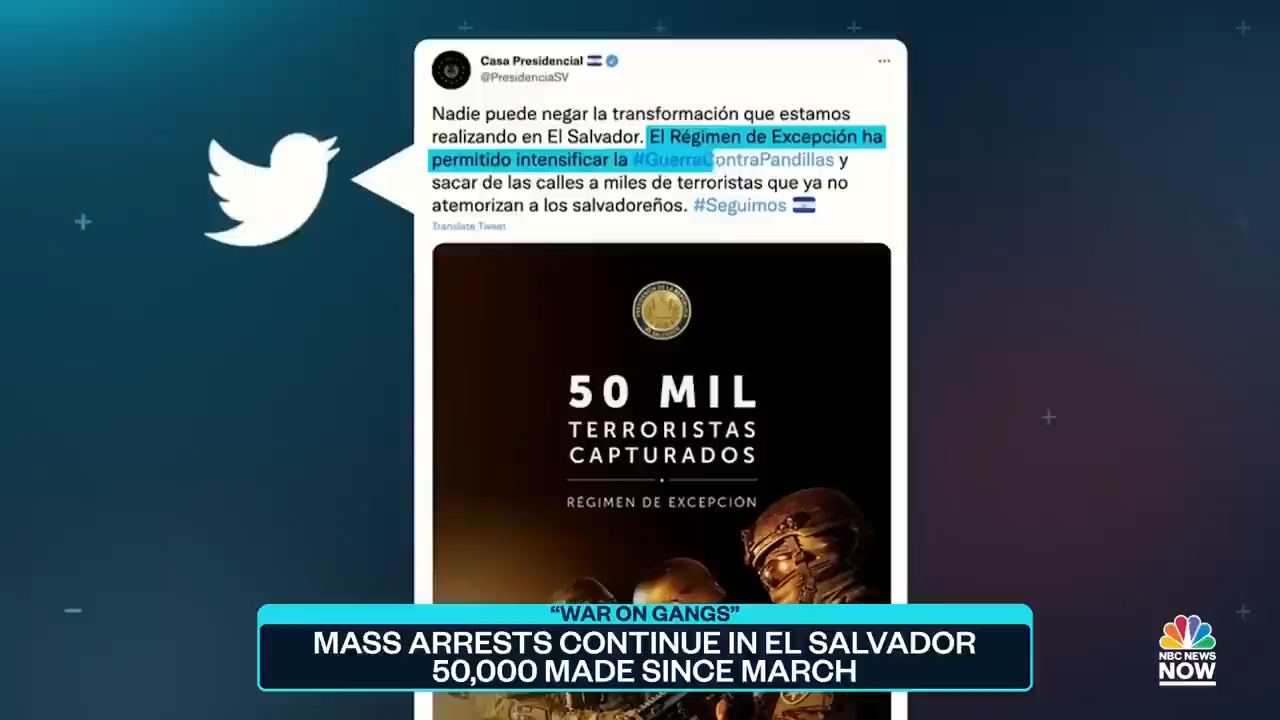 Casa Presidencial
@PresidenciaSV
Nadie puede negar la transformación que estamos
realizando en El Salvador. El Régimen de Excepción ha
permitido intensificar la #GuerraContraPandillas y
sacar de las calles a miles de terroristas que ya no
atemorizan a los salvadoreños. #Seguimos
Translate Tweet
50 MIL
TERRORISTAS
CAPTURADOS
RÉGIMEN DE EXCEPCIÓN
“WAR ON GANGS”
MASS ARRESTS CONTINUE IN EL SALVADOR
50,000 MADE SINCE MARCH
NBC NEWS
NOW